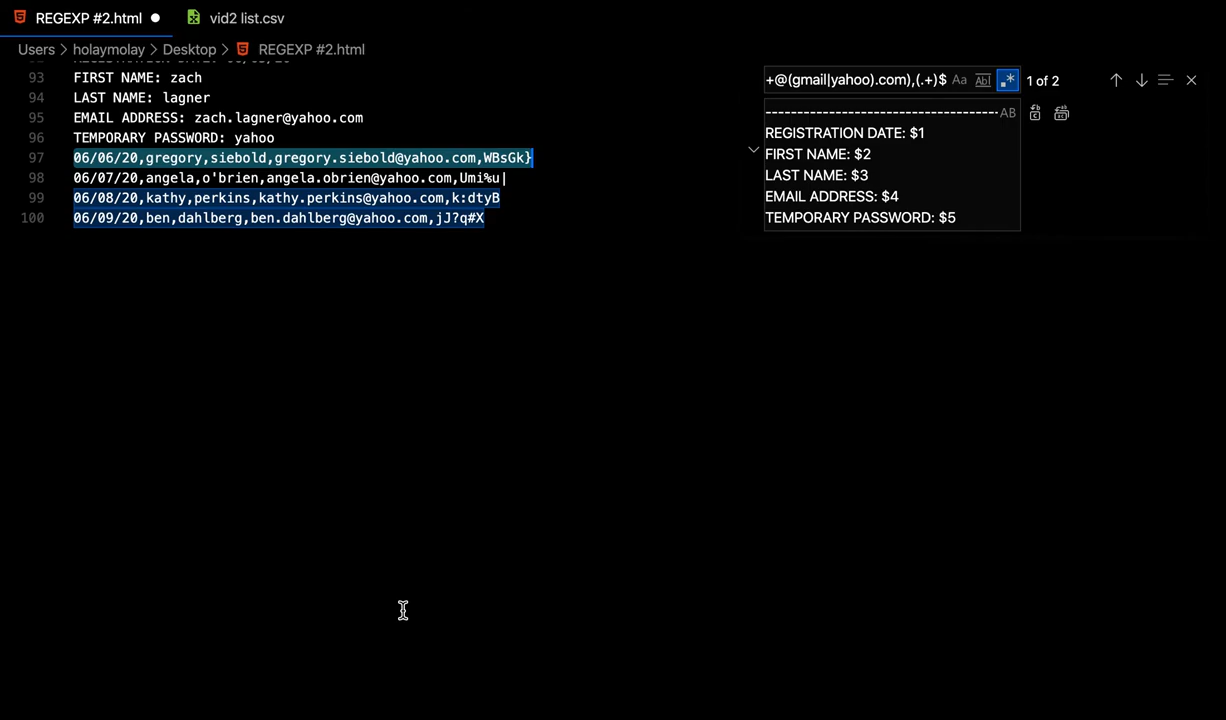 REGEXP #2.html
vid2 list.csv
Users > holaymolay > Desktop > REGEXP #2.html
93 FIRST NAME: zach
94 LAST NAME: lagner
95 EMAIL ADDRESS: zach.lagner@yahoo.com
96 TEMPORARY PASSWORD: yahoo
97 06/06/20,gregory,siebold,gregory.siebold@yahoo.com,WBsGk}
98 06/07/20,angela,o'brien,angela.obrien@yahoo.com,Umi%u|
99 06/08/20,kathy,perkins,kathy.perkins@yahoo.com,k:dtyB
100 06/09/20,ben,dahlberg,ben.dahlberg@yahoo.com,jJ?q#X
+@(gmail|yahoo).com),(.+)$ Aa Abl .* 1 of 2
------------------------------------- AB
REGISTRATION DATE: $1
FIRST NAME: $2
LAST NAME: $3
EMAIL ADDRESS: $4
TEMPORARY PASSWORD: $5